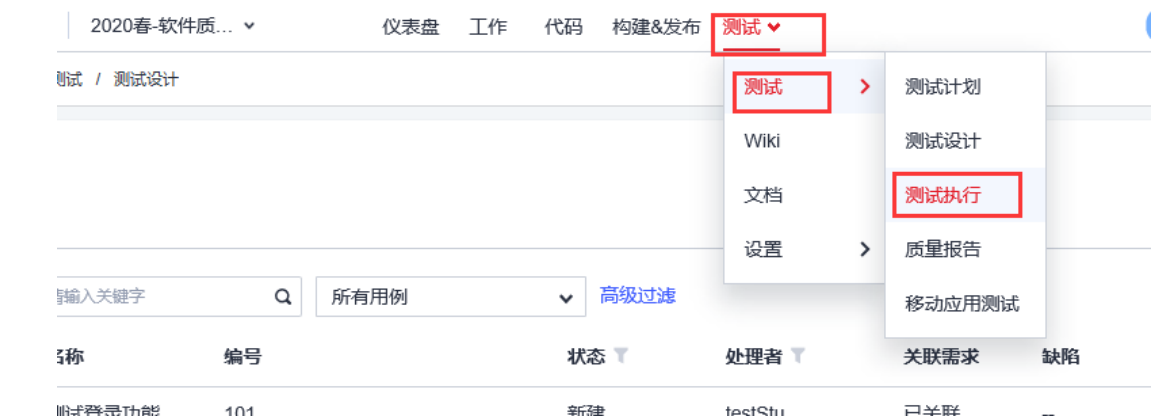 2020春-软件质... 仪表盘 工作 代码 构建&发布 测试
测试 / 测试设计
测试 测试计划
Wiki 测试设计
文档 测试执行
设置 质量报告
移动应用测试
请输入关键字 所有用例 高级过滤
名称 编号 状态 处理者 关联需求 缺陷
测试登录功能 101 新建 testStu 已关联 --